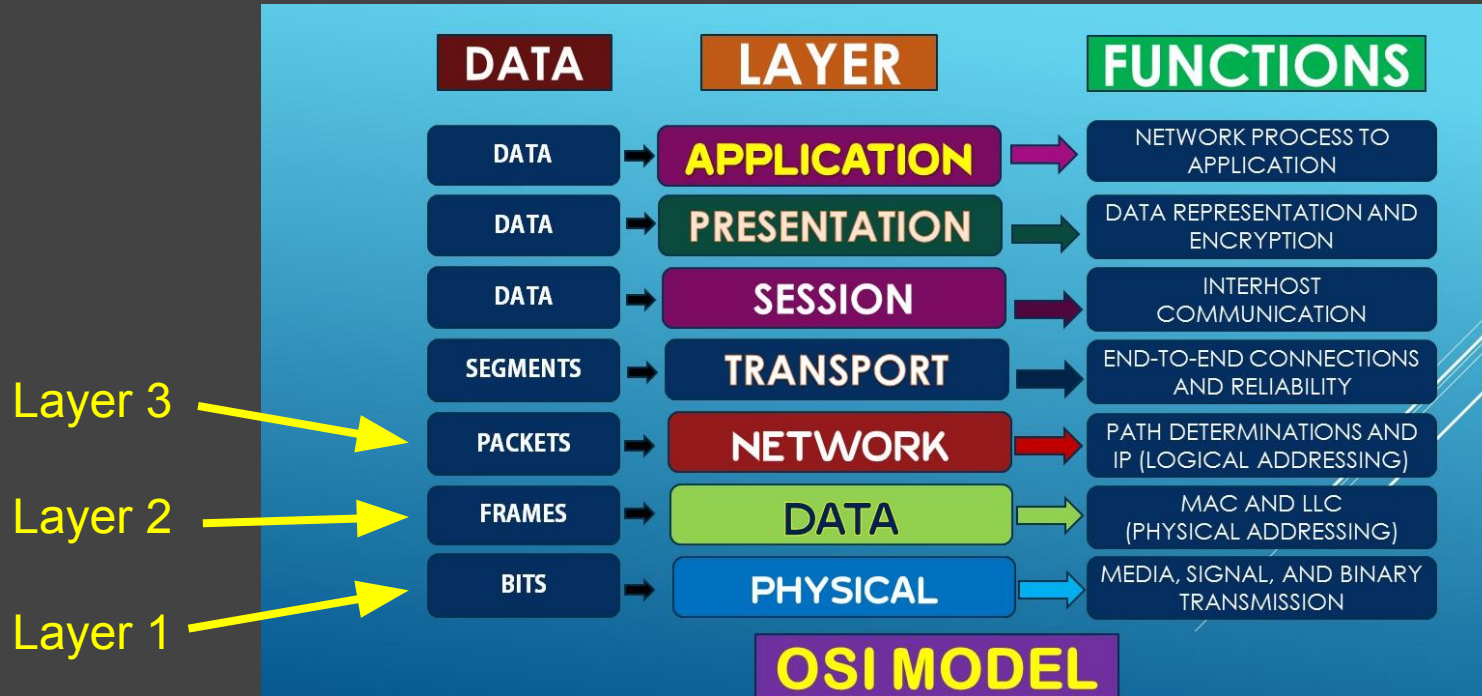 DATA LAYER FUNCTIONS
DATA APPLICATION NETWORK PROCESS TO
APPLICATION
DATA PRESENTATION DATA REPRESENTATION AND
ENCRYPTION
DATA SESSION INTERHOST
COMMUNICATION
SEGMENTS TRANSPORT END-TO-END CONNECTIONS
AND RELIABILITY
Layer 3 PACKETS NETWORK PATH DETERMINATIONS AND
IP (LOGICAL ADDRESSING)
Layer 2 FRAMES DATA MAC AND LLC
(PHYSICAL ADDRESSING)
Layer 1 BITS PHYSICAL MEDIA, SIGNAL, AND BINARY
TRANSMISSION
OSI MODEL